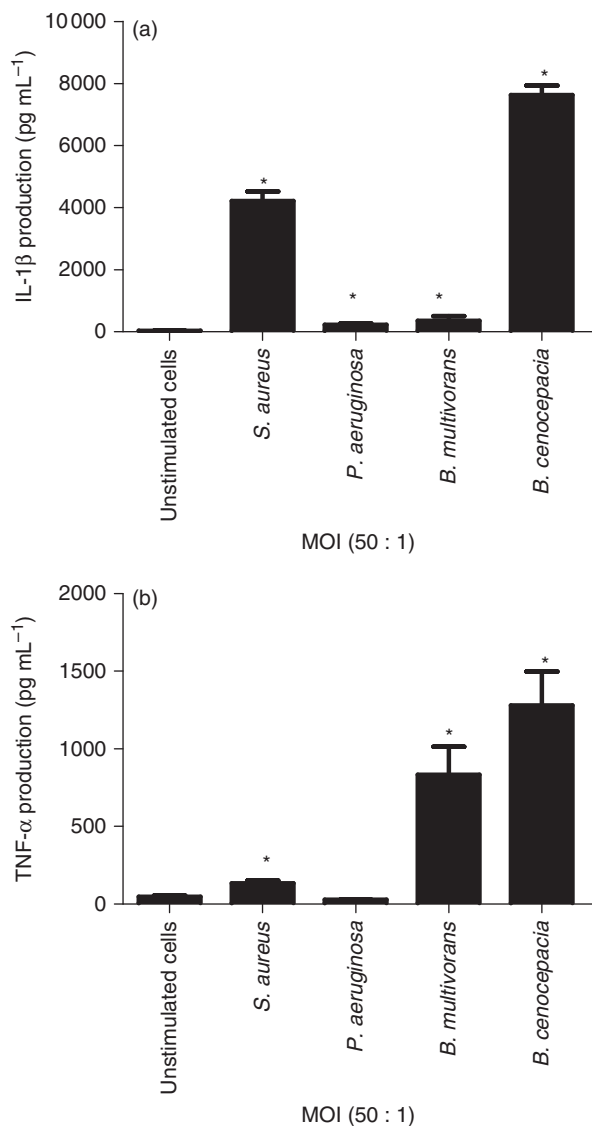 (a)
IL-1β production (pg mL⁻¹)
10 000
8000
6000
4000
2000
0
*
*
*
*
Unstimulated cells
S. aureus
P. aeruginosa
B. multivorans
B. cenocepacia
MOI (50 : 1)
(b)
TNF-α production (pg mL⁻¹)
2000
1500
1000
500
0
*
*
*
Unstimulated cells
S. aureus
P. aeruginosa
B. multivorans
B. cenocepacia
MOI (50 : 1)